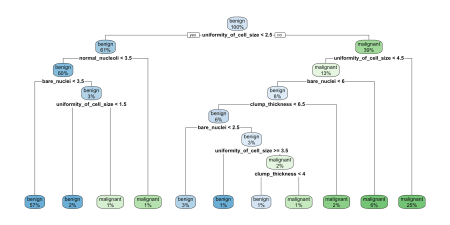 benign
100%
yes uniformity_of_cell_size < 2.5 no
benign
61%
malignant
39%
normal_nucleoli < 3.5
uniformity_of_cell_size < 4.5
benign
60%
malignant
13%
bare_nuclei < 3.5
bare_nuclei < 6
benign
3%
benign
8%
uniformity_of_cell_size < 1.5
clump_thickness < 6.5
benign
6%
bare_nuclei < 2.5
benign
3%
uniformity_of_cell_size >= 3.5
malignant
2%
clump_thickness < 4
benign
57%
benign
2%
malignant
1%
malignant
1%
benign
3%
benign
1%
benign
1%
malignant
1%
malignant
2%
malignant
6%
malignant
25%